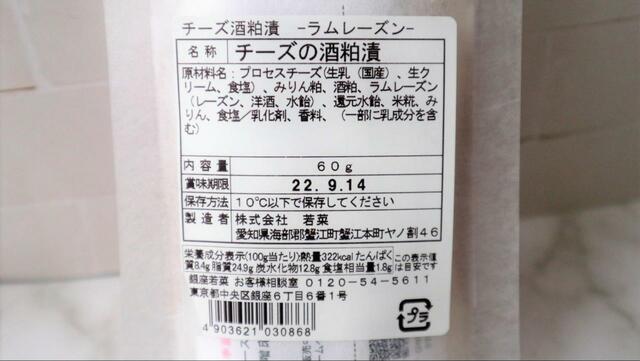 チーズ酒粕漬 -ラムレーズン-
名称 チーズの酒粕漬
原材料名：プロセスチーズ(生乳（国産）、生ク
リーム、食塩)、みりん粕、酒粕、ラムレーズン
(レーズン、洋酒、水飴)、還元水飴、米糀、み
りん、食塩／乳化剤、香料、（一部に乳成分を含
む）
内容量 60g
賞味期限 22.9.14
保存方法 10℃以下で保存してください
製造者 株式会社 若菜
愛知県海部郡蟹江町蟹江本町ヤノ割46
栄養成分表示(100g当たり)熱量322kcalたんぱく
質8.4g 脂質24.9g 炭水化物12.8g 食塩相当量1.8g
この表示値
は、目安です。
銀座若菜 お客様相談室 0120-54-5611
東京都中央区銀座6丁目6番1号
4903621030868
プラ